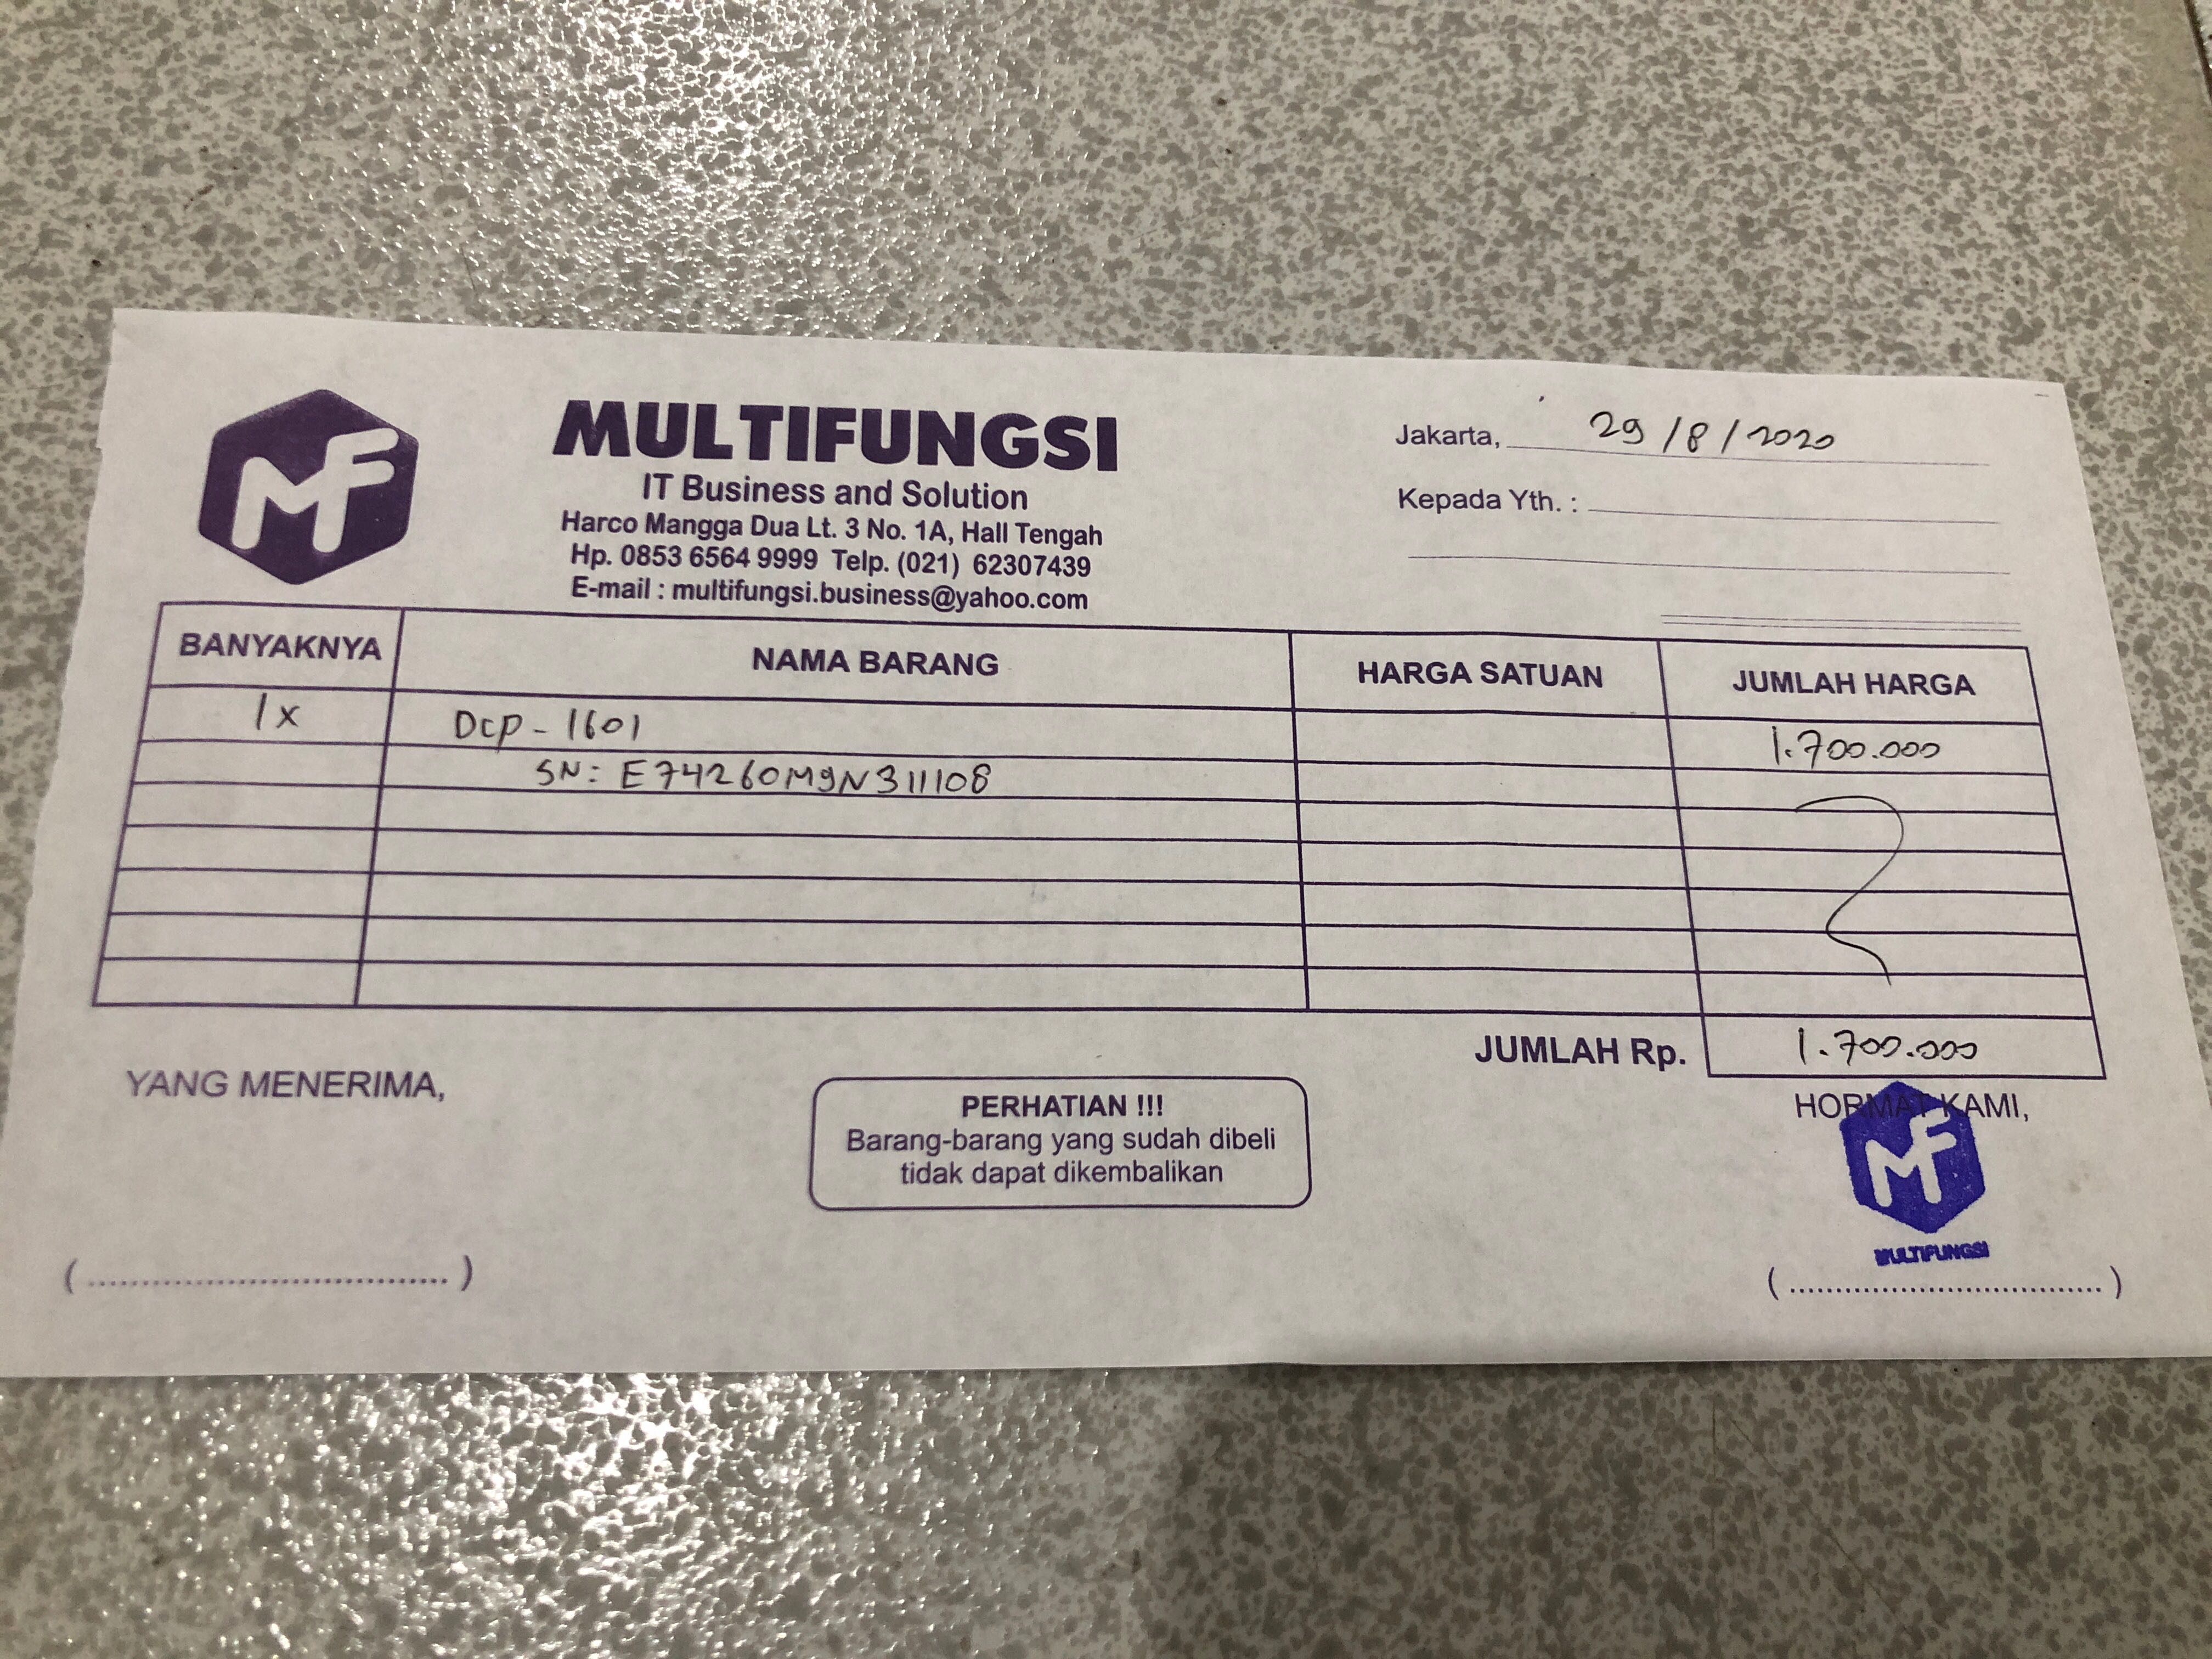 MF
MULTIFUNGSI
IT Business and Solution
Harco Mangga Dua Lt. 3 No. 1A, Hall Tengah
Hp. 0853 6564 9999 Telp. (021) 62307439
E-mail : multifungsi.business@yahoo.com
Jakarta, 29/8/2020
Kepada Yth. :
BANYAKNYA NAMA BARANG HARGA SATUAN JUMLAH HARGA
1x DCP - 1601 1.700.000
SN: E74260M9N311108
JUMLAH Rp. 1.700.000
YANG MENERIMA,
PERHATIAN !!!
Barang-barang yang sudah dibeli
tidak dapat dikembalikan
HORMAT KAMI,
MF
MULTIFUNGSI
(....................................)
(....................................)